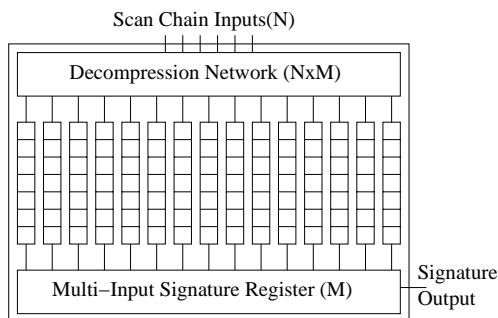 Scan Chain Inputs(N)
Decompression Network (NxM)
Multi−Input Signature Register (M)
Signature
Output